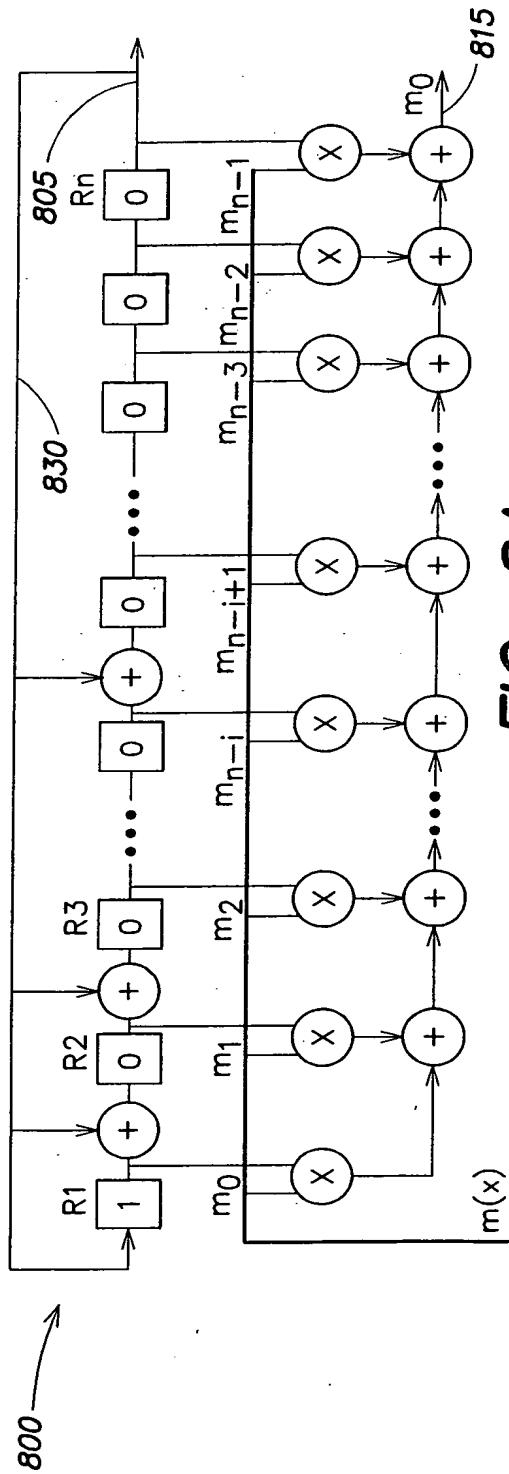 800
830
805
R1 R2 R3 Rn
1 + 0 + 0 ••• 0 + 0 ••• 0 0 0
m₀ m₁ m₂ mₙ₋ᵢ mₙ₋ᵢ₊₁ mₙ₋₃ mₙ₋₂ mₙ₋₁
X X X X X X X X
+ + ••• + + ••• + + + m₀
815
m(x)